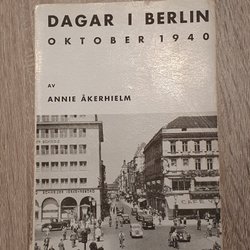 DAGAR I BERLIN
OKTOBER 1940
AV
ANNIE ÅKERHIELM